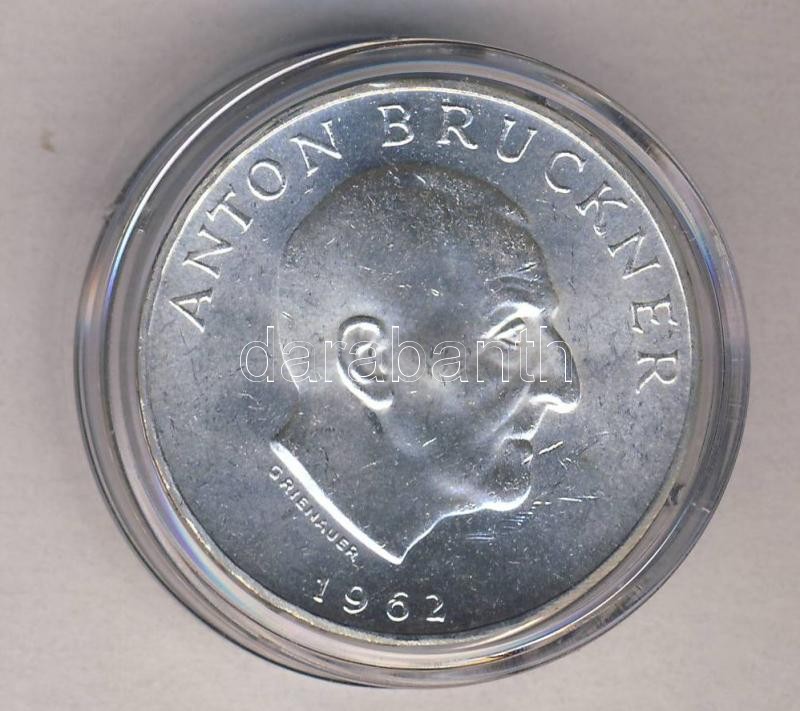 ANTON BRUCKNER
darabanth
GRIENAUER
1962